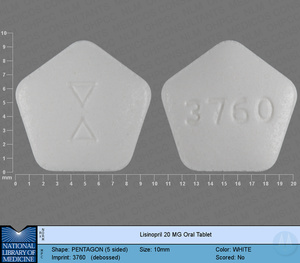 10
9
8
7
6
5
4
3
2
1
0
mm
3760
0 1 2 3 4 5 6 7 8 9 10 11 12 13 14 15 16 17 18 19 20
Lisinopril 20 MG Oral Tablet
NATIONAL
LIBRARY OF
MEDICINE
Shape: PENTAGON (5 sided) Size: 10mm Color: WHITE
Imprint: 3760 (debossed) Scored: No